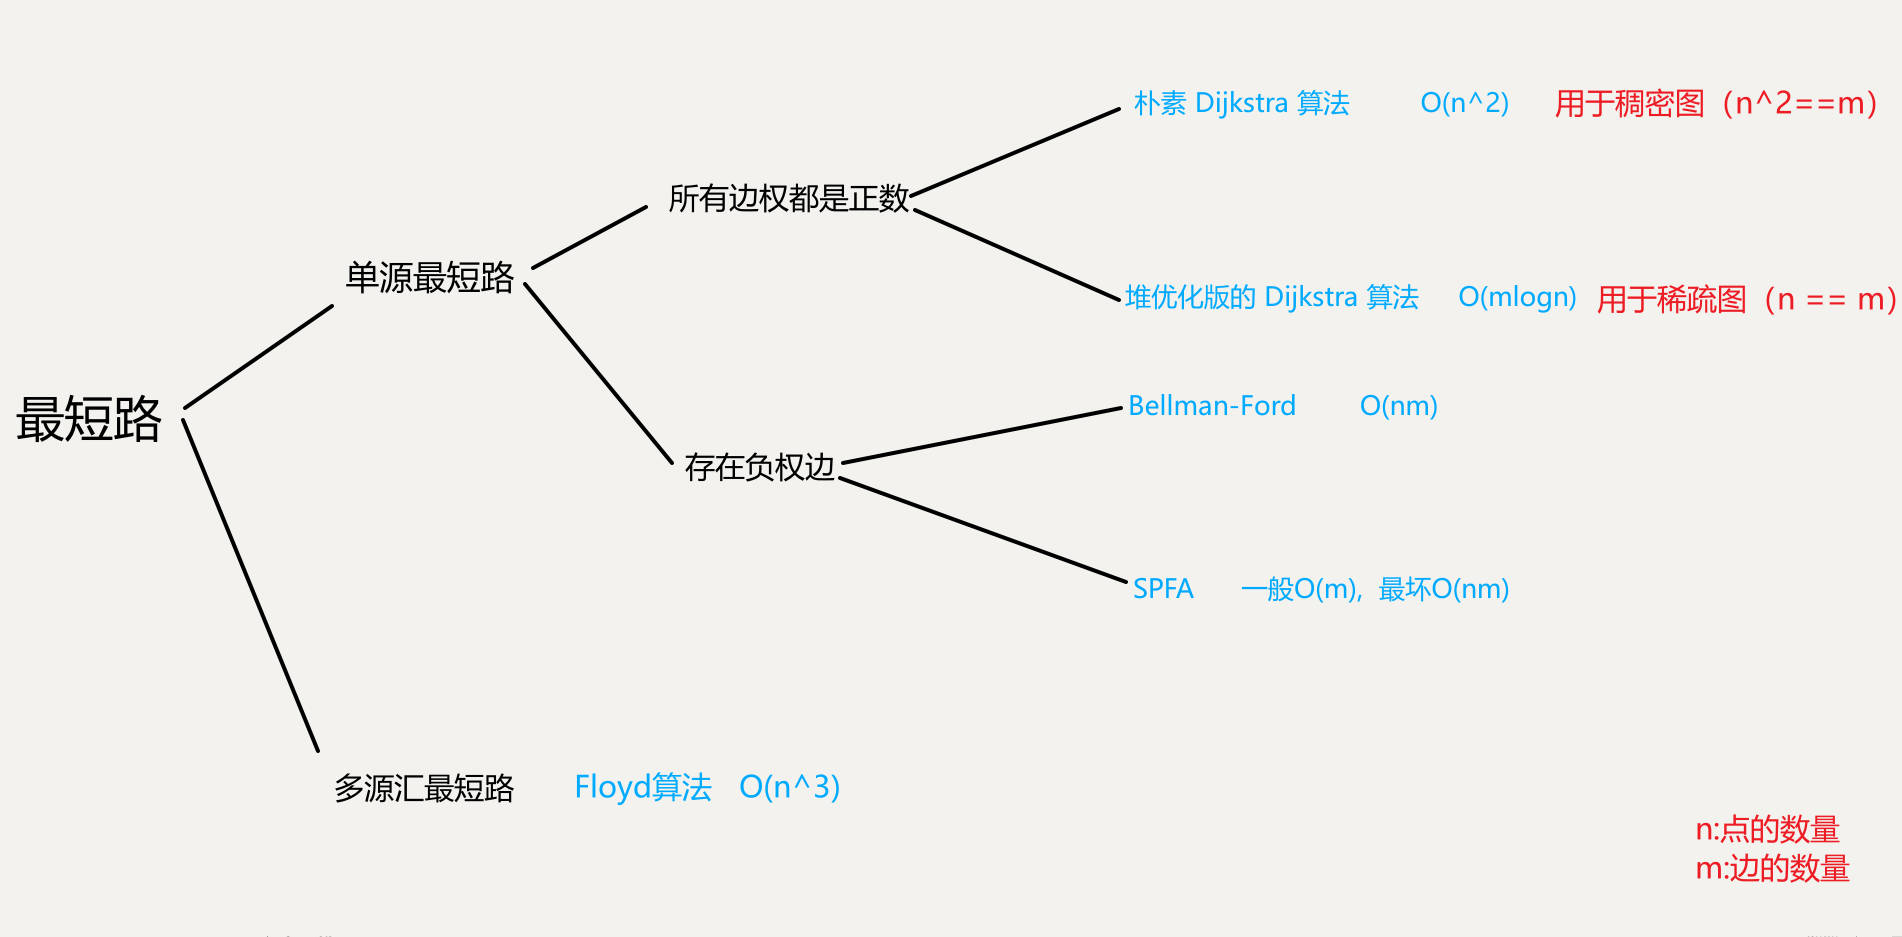 朴素 Dijkstra 算法 O(n^2) 用于稠密图（n^2==m）
所有边权都是正数
单源最短路
堆优化版的 Dijkstra 算法 O(mlogn) 用于稀疏图（n == m）
最短路
Bellman-Ford O(nm)
存在负权边
SPFA 一般O(m), 最坏O(nm)
多源汇最短路 Floyd算法 O(n^3)
n:点的数量
m:边的数量